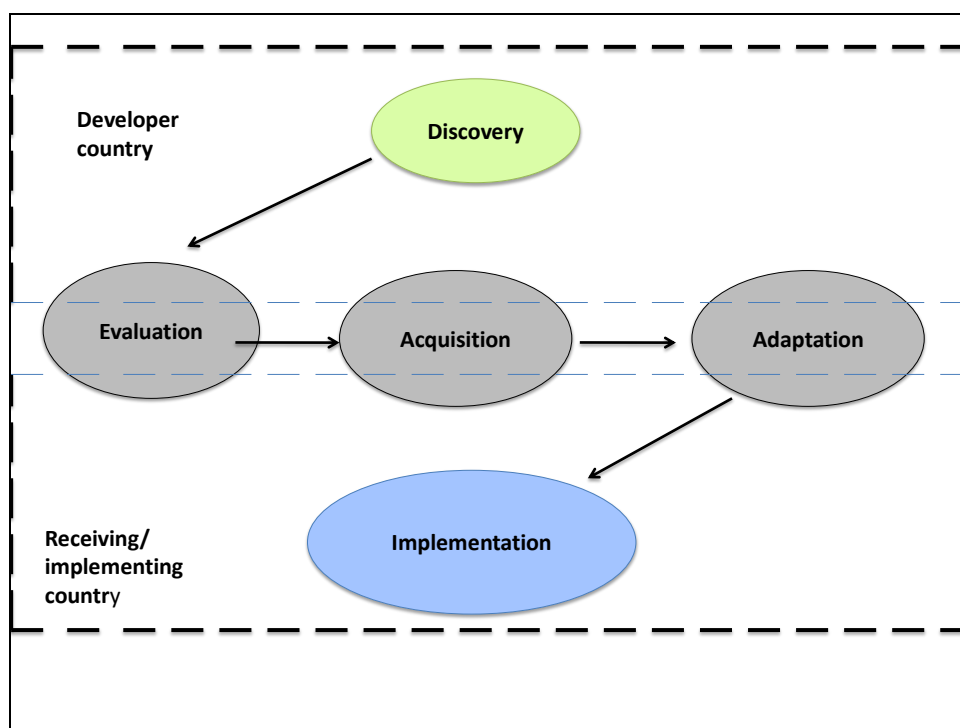 Developer
country
Discovery
Evaluation
Acquisition
Adaptation
Implementation
Receiving/
implementing
country